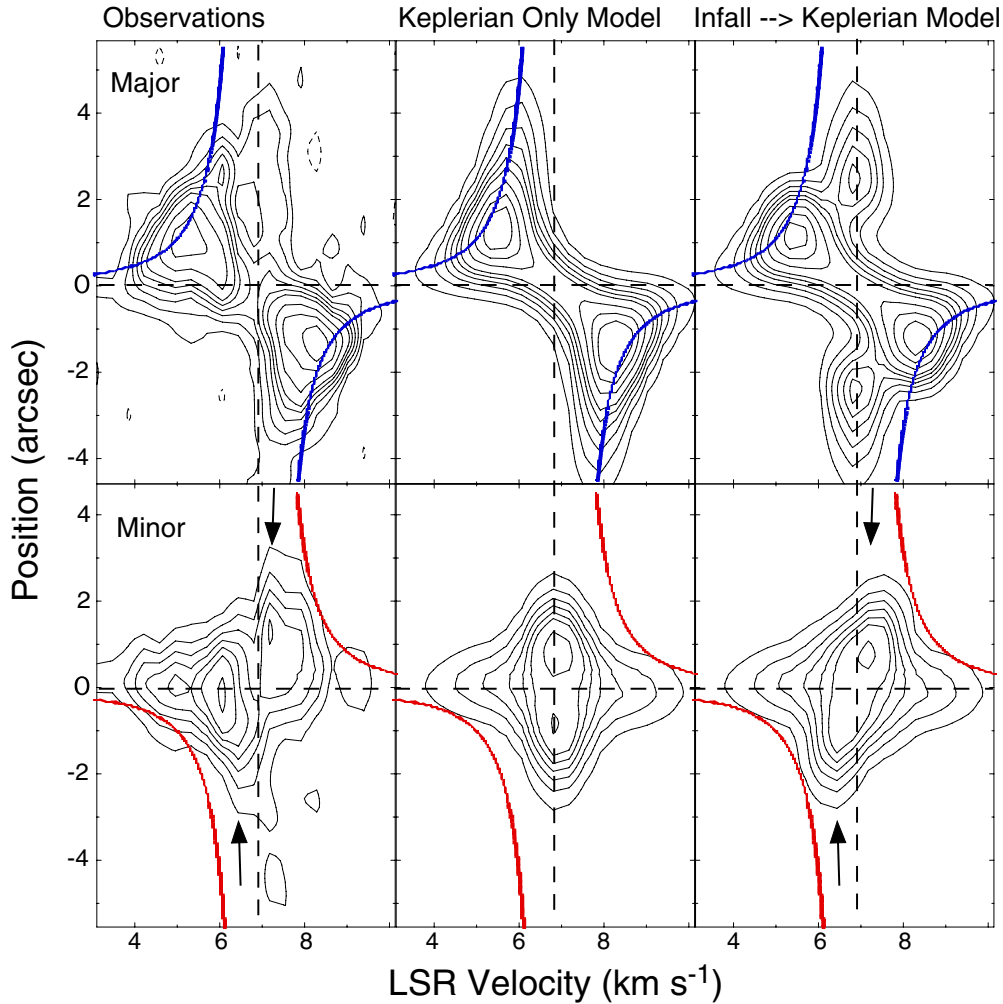 Observations Keplerian Only Model Infall --> Keplerian Model
Major
4
2
0
-2
-4
Minor
4
2
0
-2
-4
4 6 8 4 6 8 4 6 8
Position (arcsec)
LSR Velocity (km s-1)